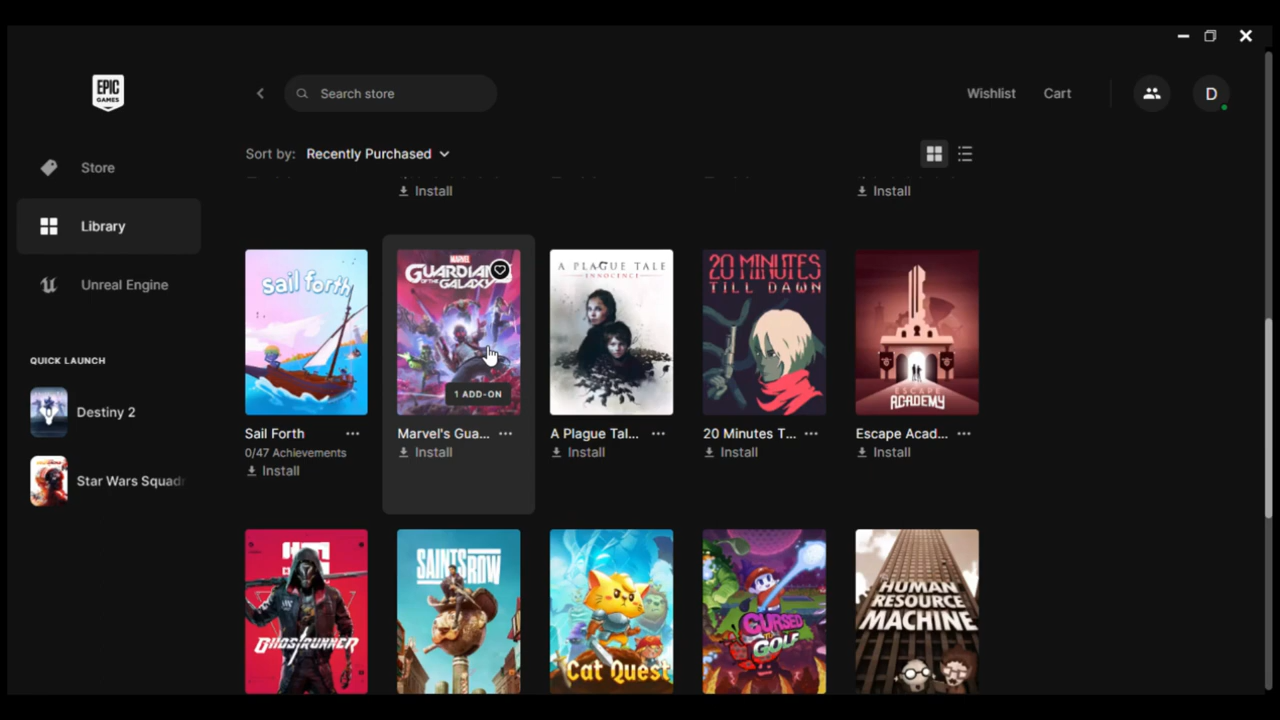 EPIC
GAMES
Search store
Wishlist
Cart
D
Store
Library
Unreal Engine
QUICK LAUNCH
Destiny 2
Star Wars Squad
Sort by: Recently Purchased
Install
Install
sail forth
MARVEL
GUARDIANS
OF THE GALAXY
1 ADD-ON
A PLAGUE TALE
INNOCENCE
20 MINUTES
TILL DAWN
ESCAPE
ACADEMY
Sail Forth ...
0/47 Achievements
Install
Marvel's Gua... ...
Install
A Plague Tal... ...
Install
20 Minutes T... ...
Install
Escape Acad... ...
Install
GHOSTRUNNER
SAINTS ROW
Cat Quest
CURSED
TO
GOLF
HUMAN
RESOURCE
MACHINE